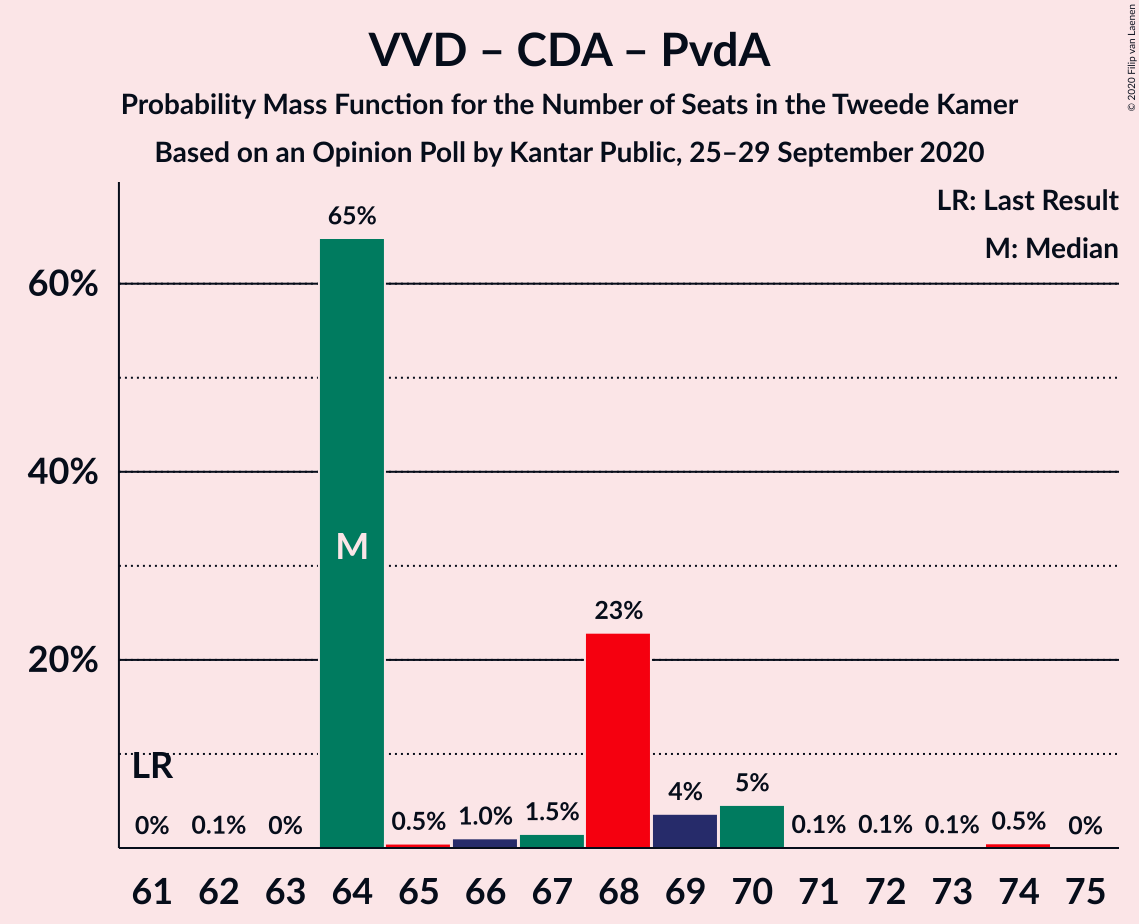 VVD – CDA – PvdA
Probability Mass Function for the Number of Seats in the Tweede Kamer
Based on an Opinion Poll by Kantar Public, 25–29 September 2020
© 2020 Filip van Laenen
LR: Last Result
M: Median
65%
60%
M
40%
23%
20%
LR
0% 0.1% 0% 0.5% 1.0% 1.5% 4% 5% 0.1% 0.1% 0.1% 0.5% 0%
61 62 63 64 65 66 67 68 69 70 71 72 73 74 75